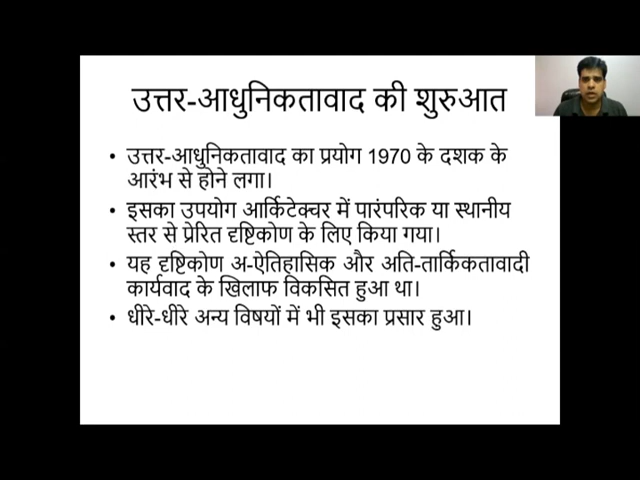 उत्तर-आधुनिकतावाद की शुरुआत
• उत्तर-आधुनिकतावाद का प्रयोग 1970 के दशक के
आरंभ से होने लगा।
• इसका उपयोग आर्किटेक्चर में पारंपरिक या स्थानीय
स्तर से प्रेरित दृष्टिकोण के लिए किया गया।
• यह दृष्टिकोण अ-ऐतिहासिक और अति-तार्किकतावादी
कार्यवाद के खिलाफ विकसित हुआ था।
• धीरे-धीरे अन्य विषयों में भी इसका प्रसार हुआ।